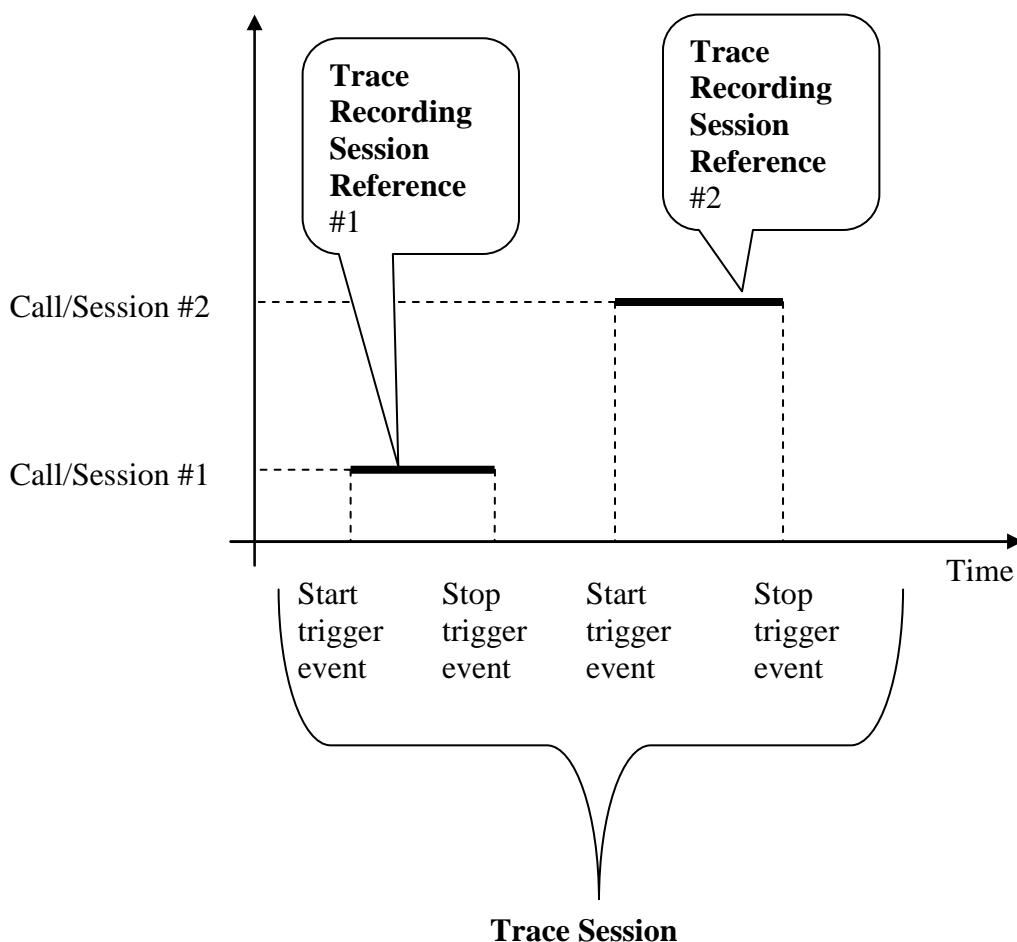 Trace
Recording
Session
Reference
#1
Trace
Recording
Session
Reference
#2
Call/Session #2
Call/Session #1
Time
Start
trigger
event
Stop
trigger
event
Start
trigger
event
Stop
trigger
event
Trace Session